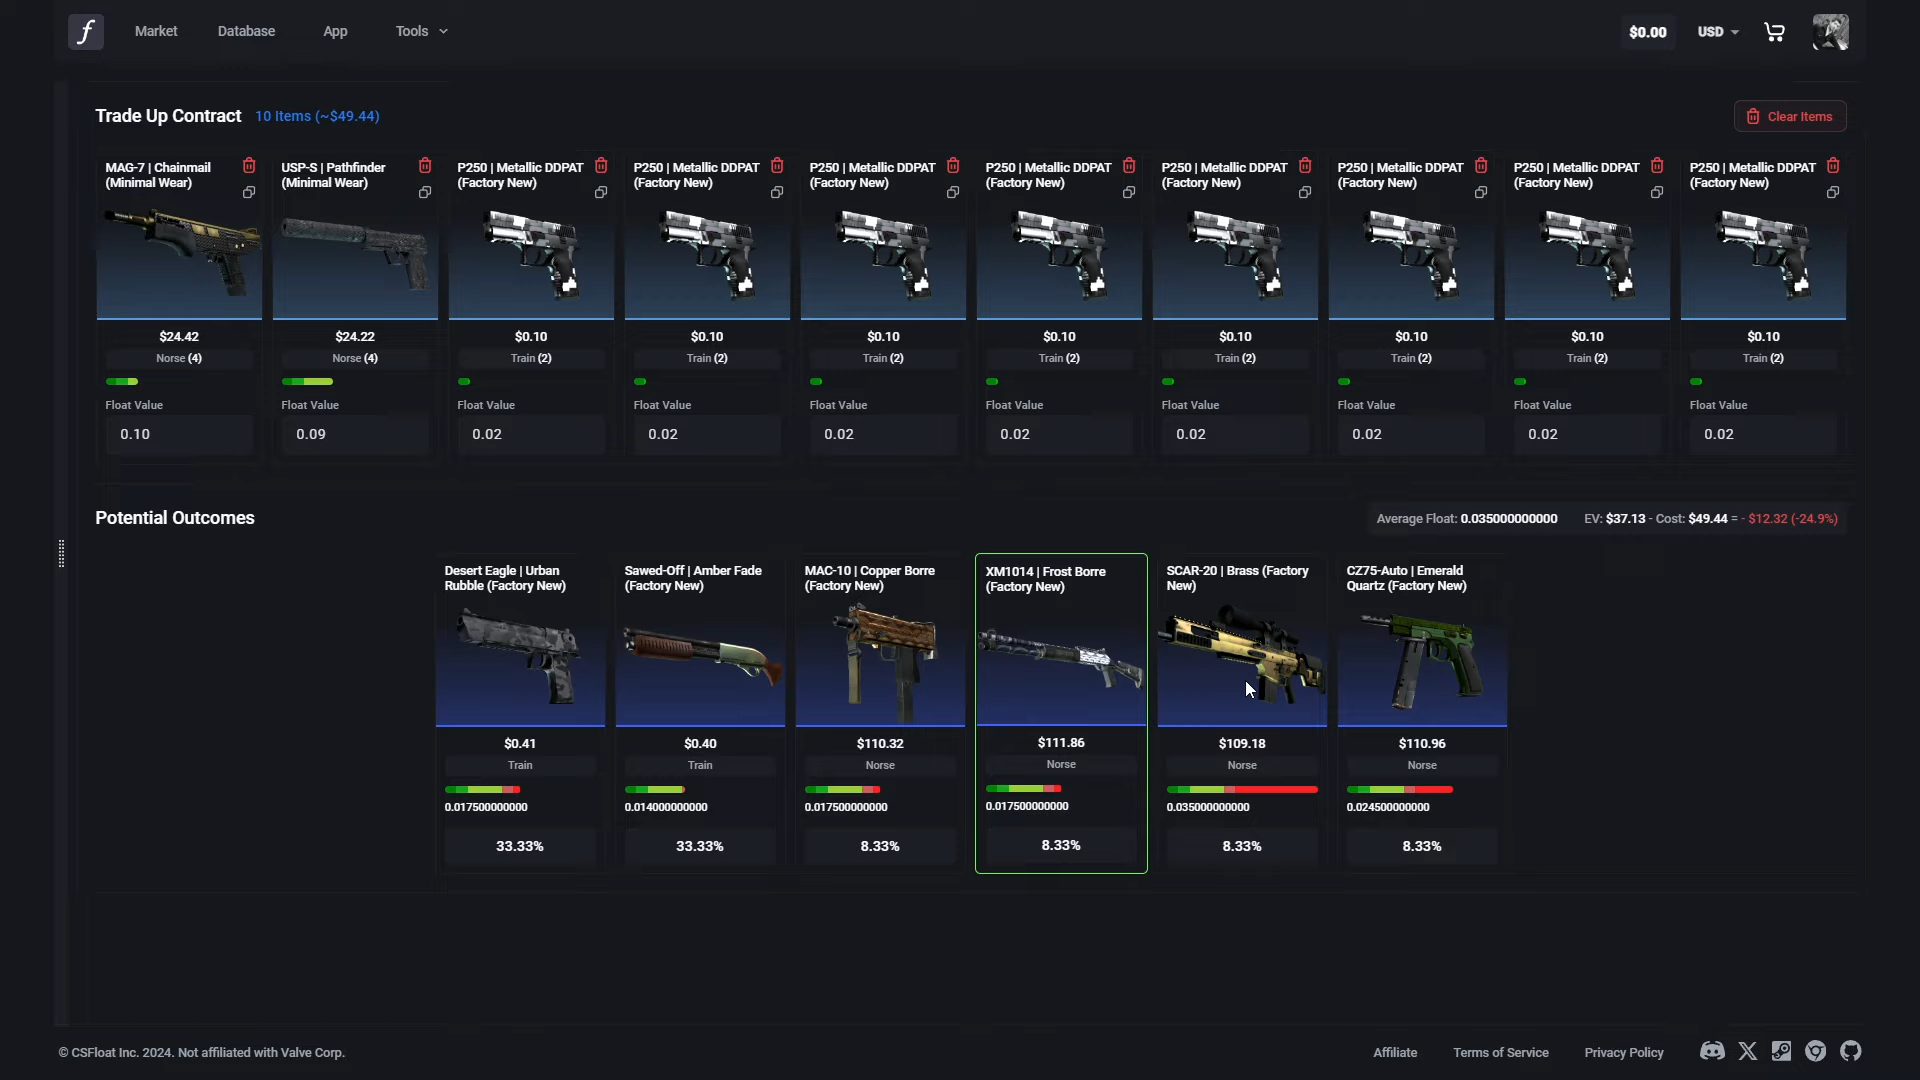 f
Market
Database
App
Tools
$0.00
USD
Trade Up Contract
10 Items (~$49.44)
Clear Items
MAG-7 | Chainmail
(Minimal Wear)
$24.42
Norse (4)
Float Value
0.10
USP-S | Pathfinder
(Minimal Wear)
$24.22
Norse (4)
Float Value
0.09
P250 | Metallic DDPAT
(Factory New)
$0.10
Train (2)
Float Value
0.02
P250 | Metallic DDPAT
(Factory New)
$0.10
Train (2)
Float Value
0.02
P250 | Metallic DDPAT
(Factory New)
$0.10
Train (2)
Float Value
0.02
P250 | Metallic DDPAT
(Factory New)
$0.10
Train (2)
Float Value
0.02
P250 | Metallic DDPAT
(Factory New)
$0.10
Train (2)
Float Value
0.02
P250 | Metallic DDPAT
(Factory New)
$0.10
Train (2)
Float Value
0.02
P250 | Metallic DDPAT
(Factory New)
$0.10
Train (2)
Float Value
0.02
P250 | Metallic DDPAT
(Factory New)
$0.10
Train (2)
Float Value
0.02
Potential Outcomes
Average Float: 0.035000000000
EV: $37.13 - Cost: $49.44 = - $12.32 (-24.9%)
Desert Eagle | Urban
Rubble (Factory New)
$0.41
Train
0.017500000000
33.33%
Sawed-Off | Amber Fade
(Factory New)
$0.40
Train
0.014000000000
33.33%
MAC-10 | Copper Borre
(Factory New)
$110.32
Norse
0.017500000000
8.33%
XM1014 | Frost Borre
(Factory New)
$111.86
Norse
0.017500000000
8.33%
SCAR-20 | Brass (Factory
New)
$109.18
Norse
0.035000000000
8.33%
CZ75-Auto | Emerald
Quartz (Factory New)
$110.96
Norse
0.024500000000
8.33%
© CSFloat Inc. 2024. Not affiliated with Valve Corp.
Affiliate
Terms of Service
Privacy Policy